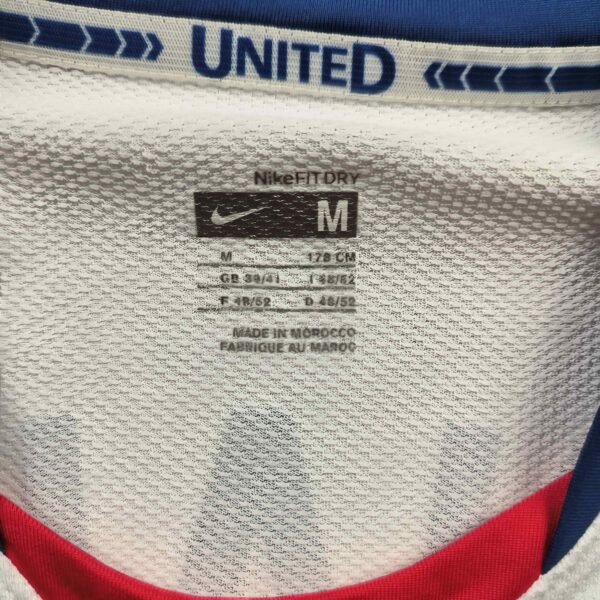 UNITED
NikeFIT DRY
M
M 178 CM
GB 39/41 I 48/52
F 48/52 D 48/52
MADE IN MOROCCO
FABRIQUE AU MAROC